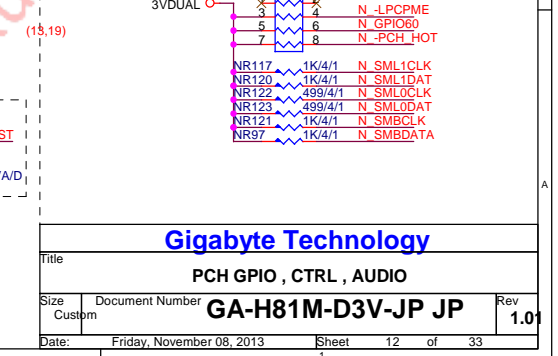 3VDUAL
3 4 N_-LPCPME
(13,19)
5 6 N_GPIO60
7 8 N_-PCH_HOT
NR117 1K/4/1 N_SML1CLK
NR120 1K/4/1 N_SML1DAT
NR122 499/4/1 N_SML0CLK
NR123 499/4/1 N_SML0DAT
NR121 1K/4/1 N_SMBCLK
NR97 1K/4/1 N_SMBDATA
ST
/A/D
A
Gigabyte Technology
Title
PCH GPIO , CTRL , AUDIO
Size Document Number Rev
Custom GA-H81M-D3V-JP JP 1.01
Date: Friday, November 08, 2013 Sheet 12 of 33
1